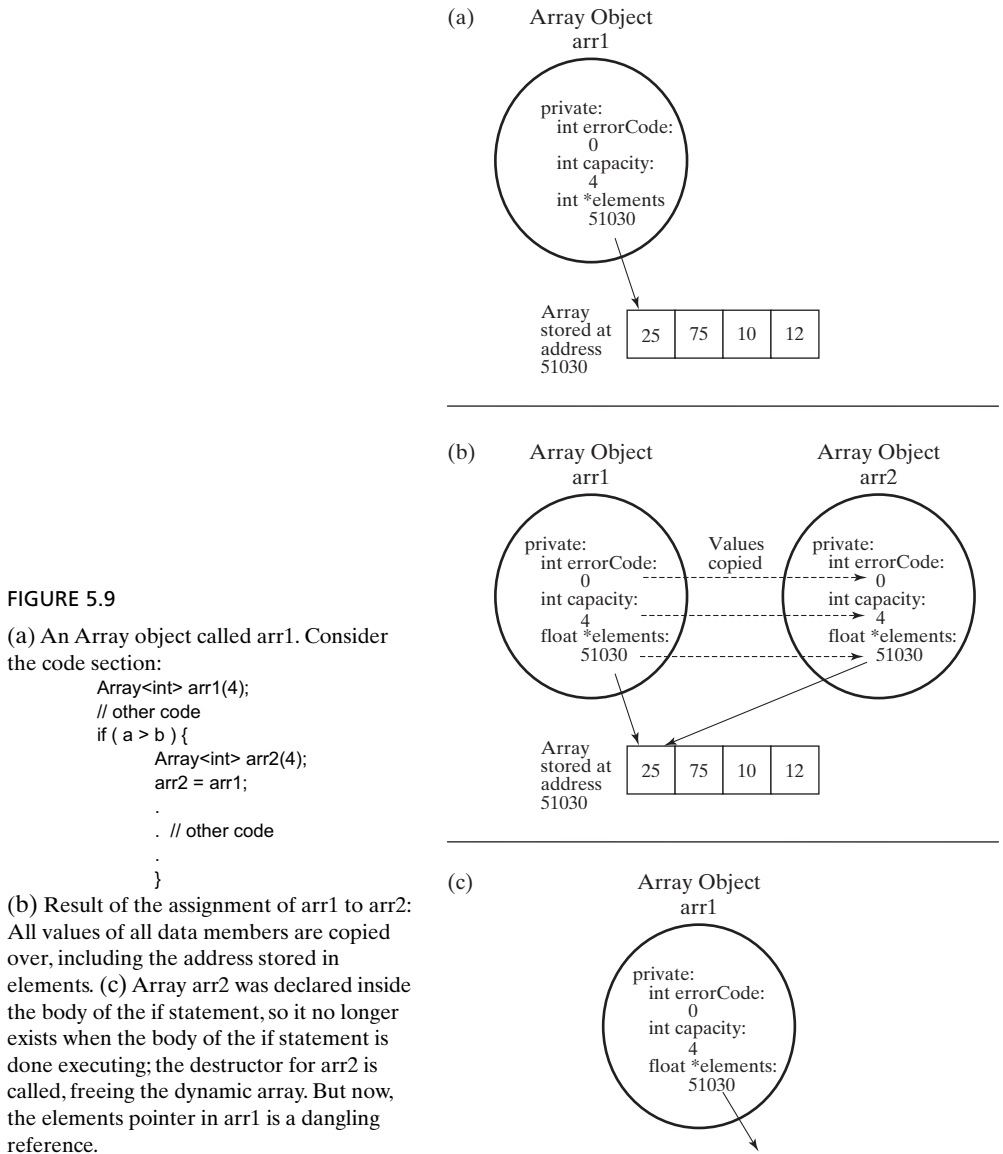 FIGURE 5.9
(a) An Array object called arr1. Consider
the code section:
Array<int> arr1(4);
// other code
if ( a > b ) {
Array<int> arr2(4);
arr2 = arr1;
.
. // other code
.
}
(b) Result of the assignment of arr1 to arr2:
All values of all data members are copied
over, including the address stored in
elements. (c) Array arr2 was declared inside
the body of the if statement, so it no longer
exists when the body of the if statement is
done executing; the destructor for arr2 is
called, freeing the dynamic array. But now,
the elements pointer in arr1 is a dangling
reference.
(a)
Array Object
arr1
private:
int errorCode:
0
int capacity:
4
int *elements
51030
Array
stored at
address
51030
25 75 10 12
(b)
Array Object
arr1
private:
int errorCode:
0
int capacity:
4
float *elements:
51030
Values
copied
Array Object
arr2
private:
int errorCode:
0
int capacity:
4
float *elements:
51030
Array
stored at
address
51030
25 75 10 12
(c)
Array Object
arr1
private:
int errorCode:
0
int capacity:
4
float *elements:
51030